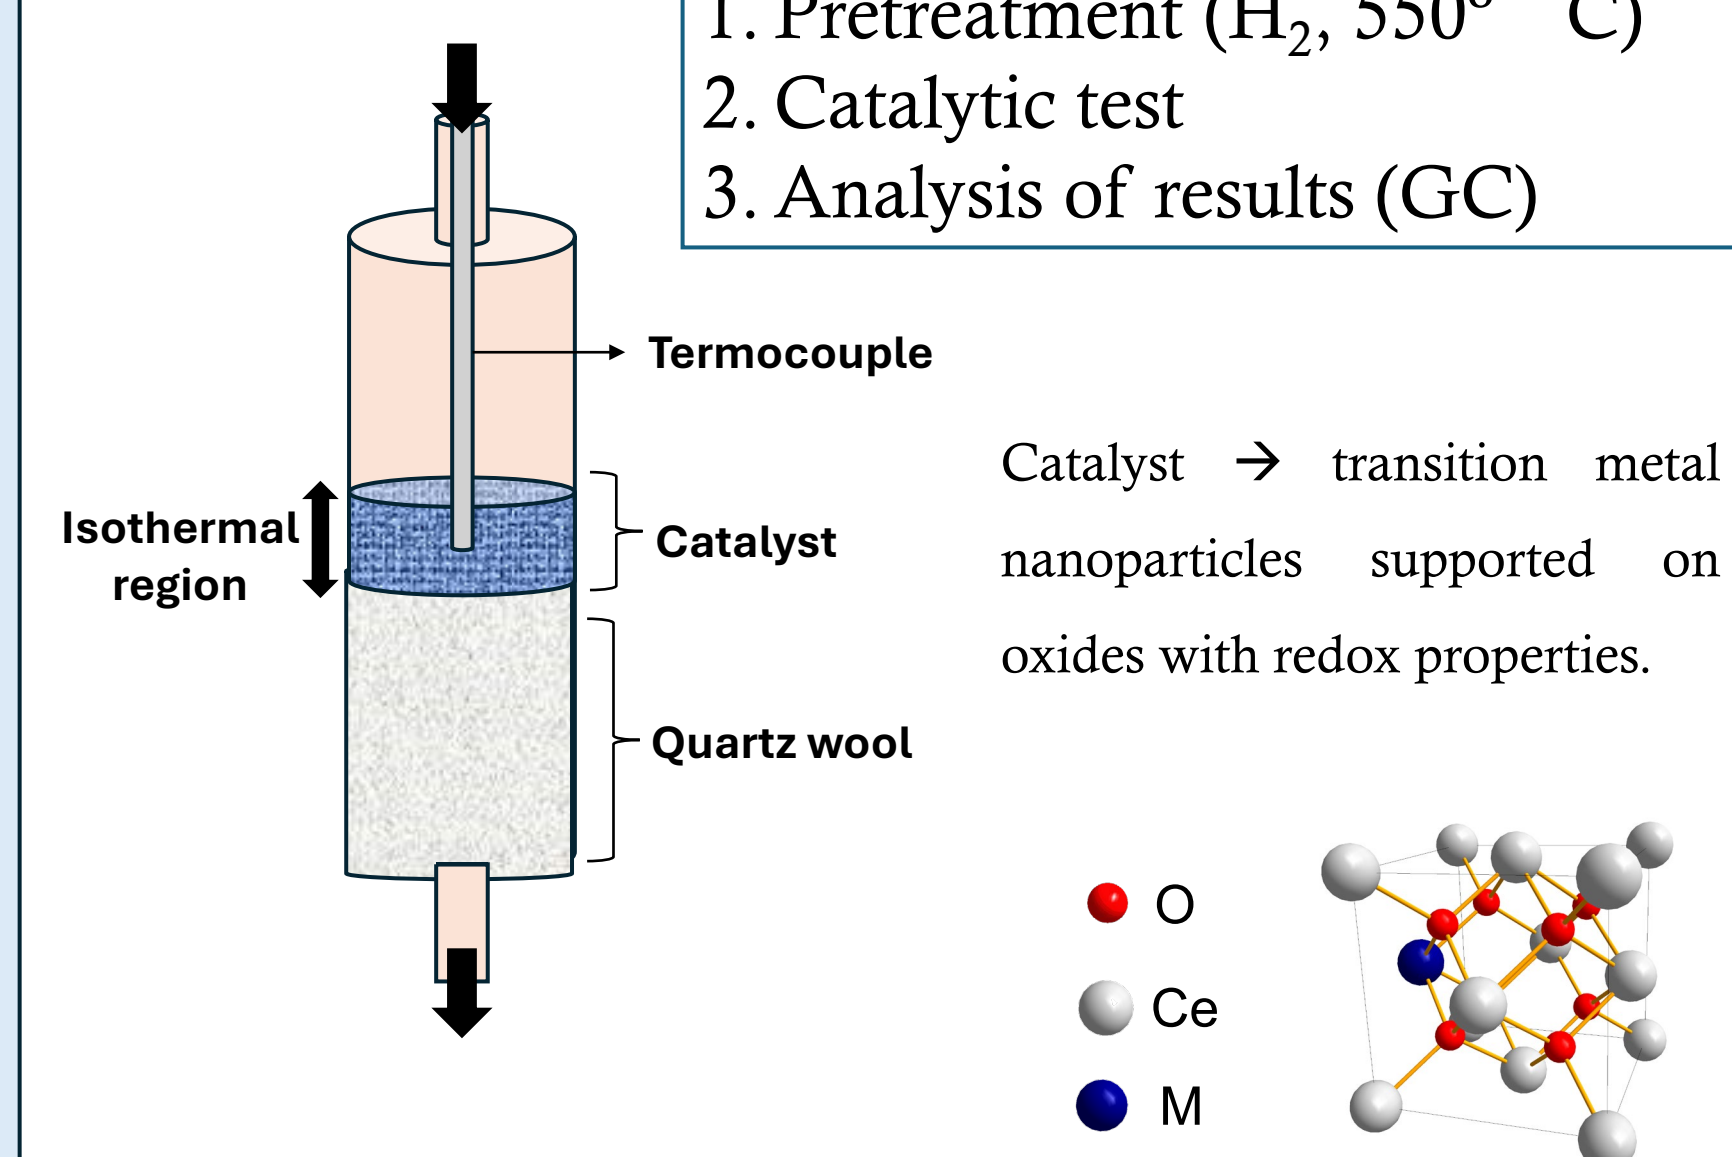 1. Pretreatment (H₂, 550º C)
2. Catalytic test
3. Analysis of results (GC)
Termocouple
Isothermal
region
Catalyst
Quartz wool
Catalyst → transition metal
nanoparticles supported on
oxides with redox properties.
O
Ce
M